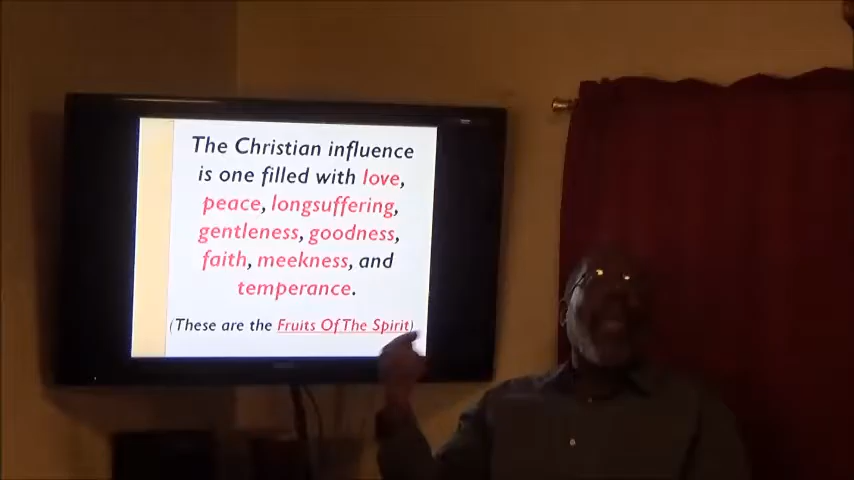 The Christian influence
is one filled with love,
peace, longsuffering,
gentleness, goodness,
faith, meekness, and
temperance.
(These are the Fruits Of The Spirit)